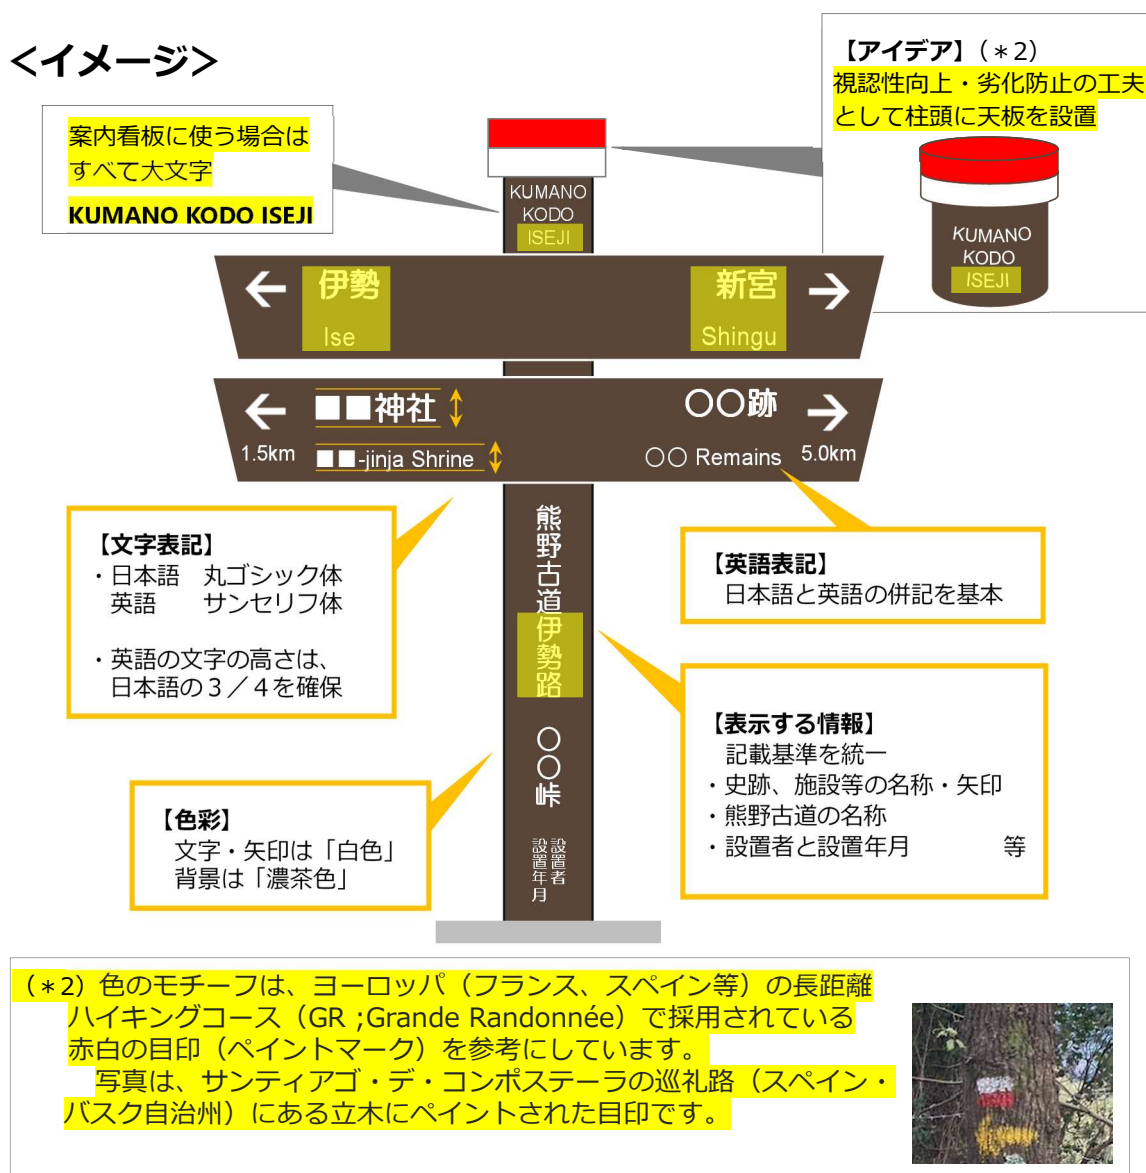 ＜イメージ＞
案内看板に使う場合は
すべて大文字
KUMANO KODO ISEJI
【アイデア】（＊2）
視認性向上・劣化防止の工夫
として柱頭に天板を設置
KUMANO
KODO
ISEJI
KUMANO
KODO
ISEJI
← 伊勢
Ise
新宮 →
Shingu
← ■■神社
1.5km ■■-jinja Shrine
〇〇跡 →
〇〇 Remains 5.0km
熊野古道伊勢路 〇〇峠
設置者
設置年月
【文字表記】
・日本語 丸ゴシック体
英語 サンセリフ体
・英語の文字の高さは、
日本語の３／４を確保
【英語表記】
日本語と英語の併記を基本
【表示する情報】
記載基準を統一
・史跡、施設等の名称・矢印
・熊野古道の名称
・設置者と設置年月 等
【色彩】
文字・矢印は「白色」
背景は「濃茶色」
（＊2）色のモチーフは、ヨーロッパ（フランス、スペイン等）の長距離
ハイキングコース（GR ;Grande Randonnée）で採用されている
赤白の目印（ペイントマーク）を参考にしています。
写真は、サンティアゴ・デ・コンポステーラの巡礼路（スペイン・
バスク自治州）にある立木にペイントされた目印です。